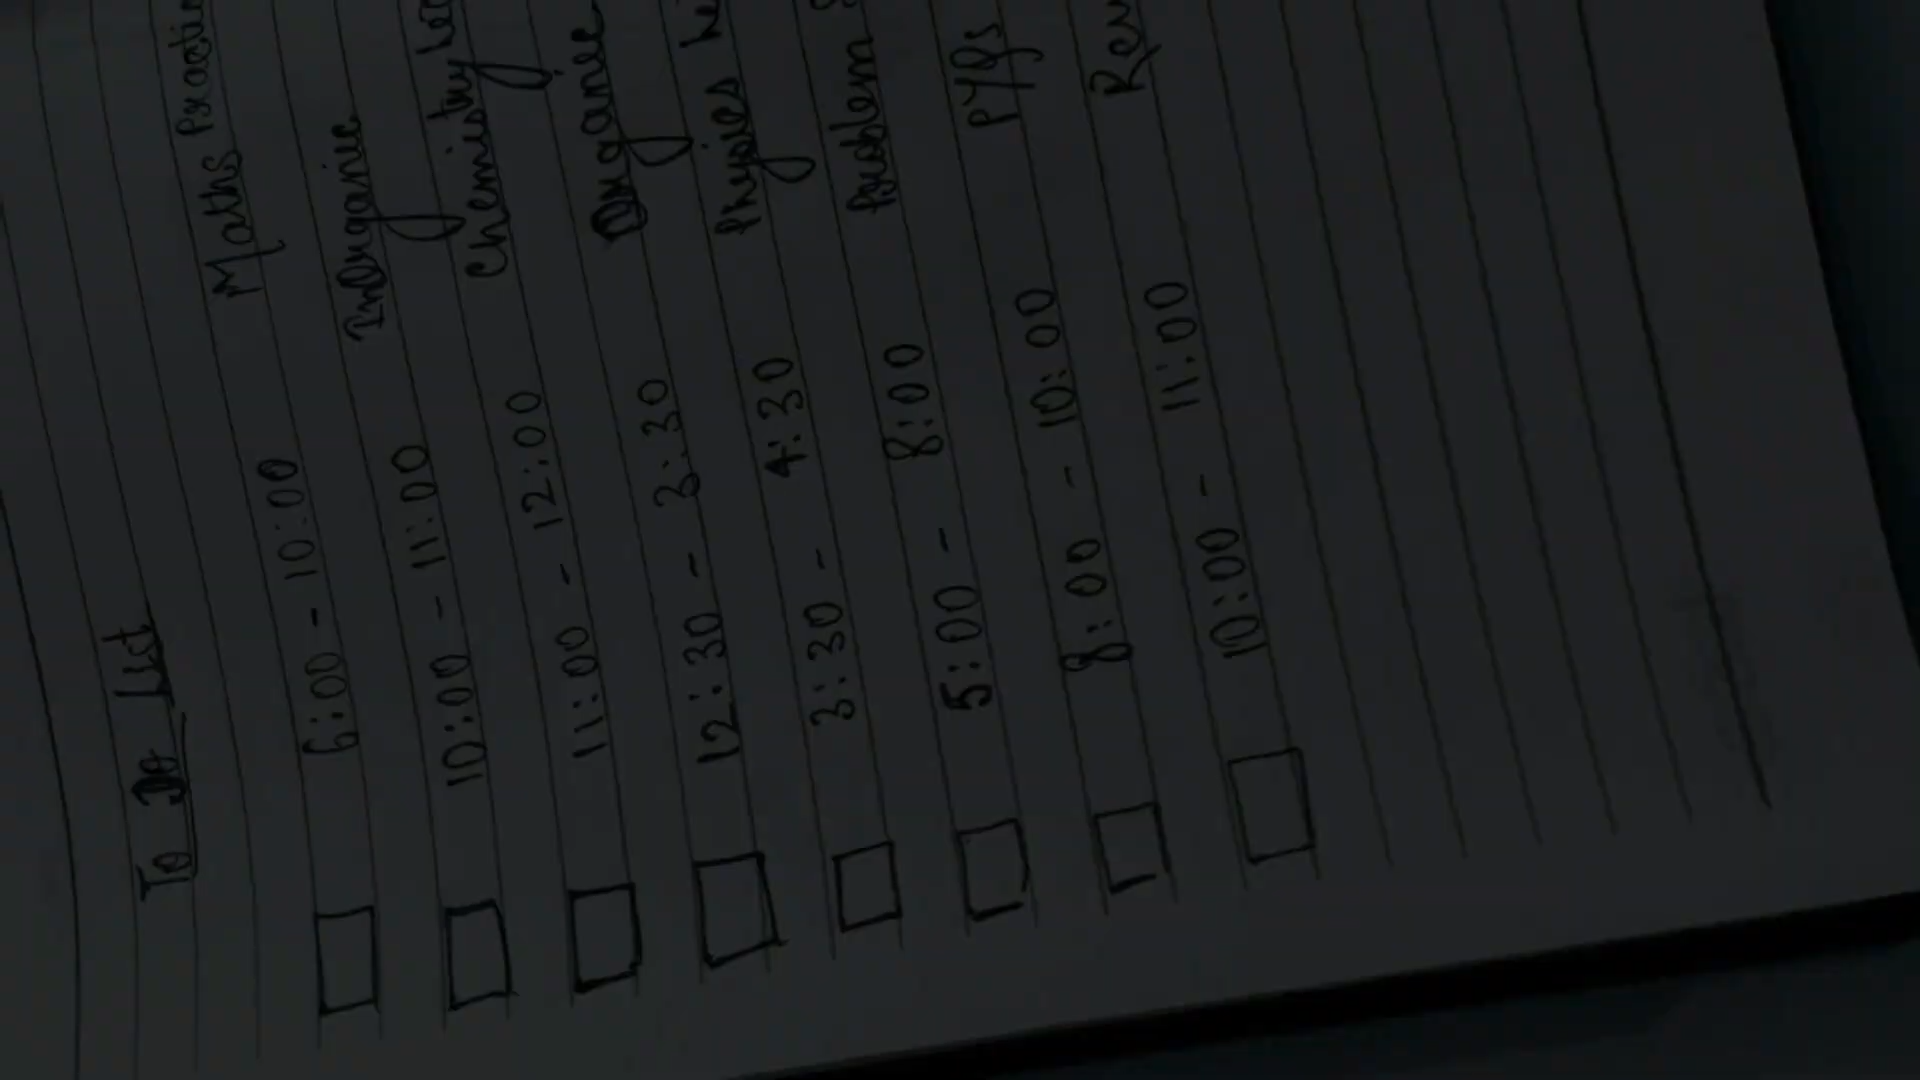 To Do List
6:00 - 10:00 Maths
10:00 - 11:00 Inorganic
11:00 - 12:00 Chemistry
12:30 - 3:30 Organic
3:30 - 4:30 Physics
5:00 - 8:00 Problem
8:00 - 10:00 PYQs
10:00 - 11:00